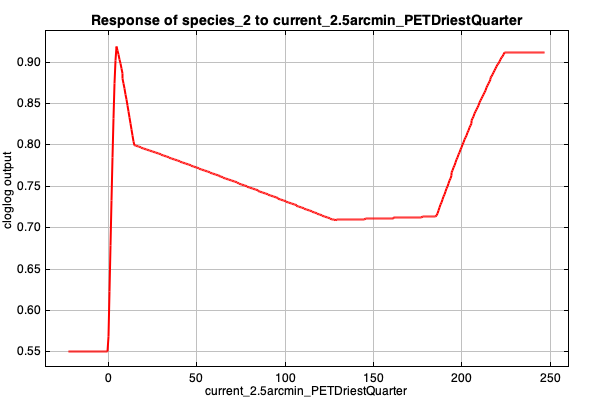 Response of species_2 to current_2.5arcmin_PETDriestQuarter
cloglog output
0.90
0.85
0.80
0.75
0.70
0.65
0.60
0.55
0 50 100 150 200 250
current_2.5arcmin_PETDriestQuarter